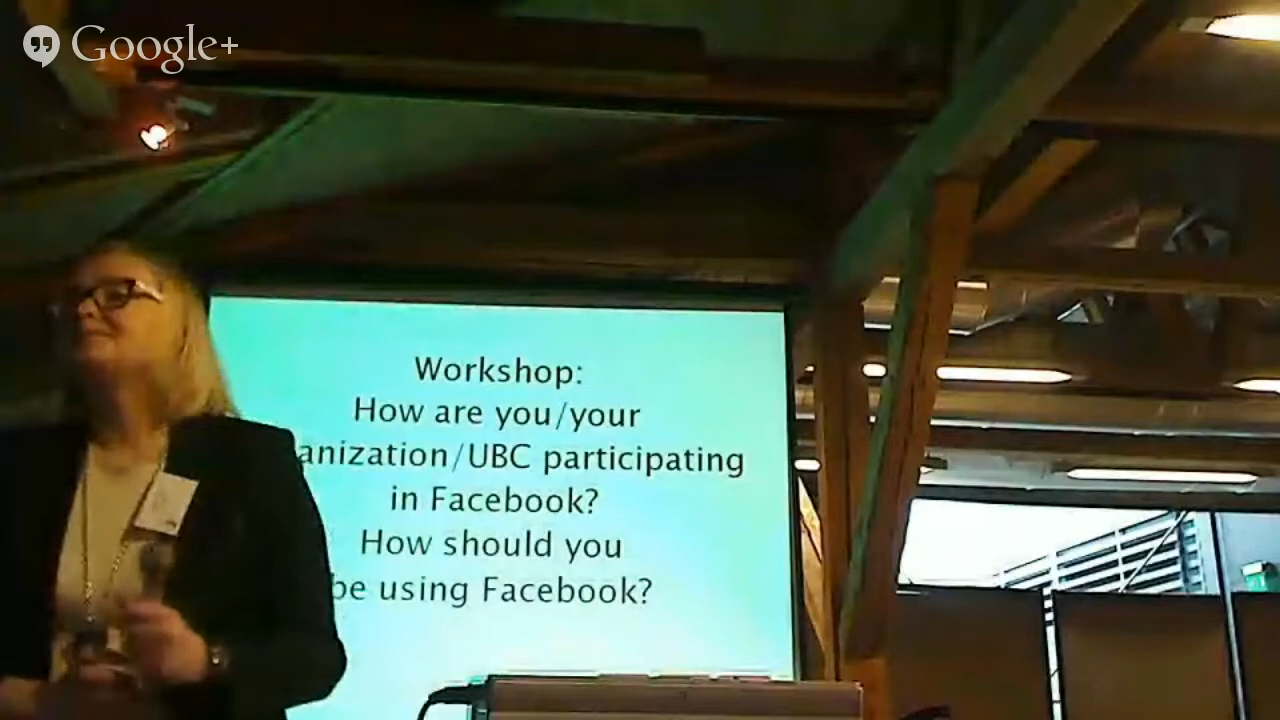 Google+
Workshop:
How are you/your
anization/UBC participating
in Facebook?
How should you
be using Facebook?